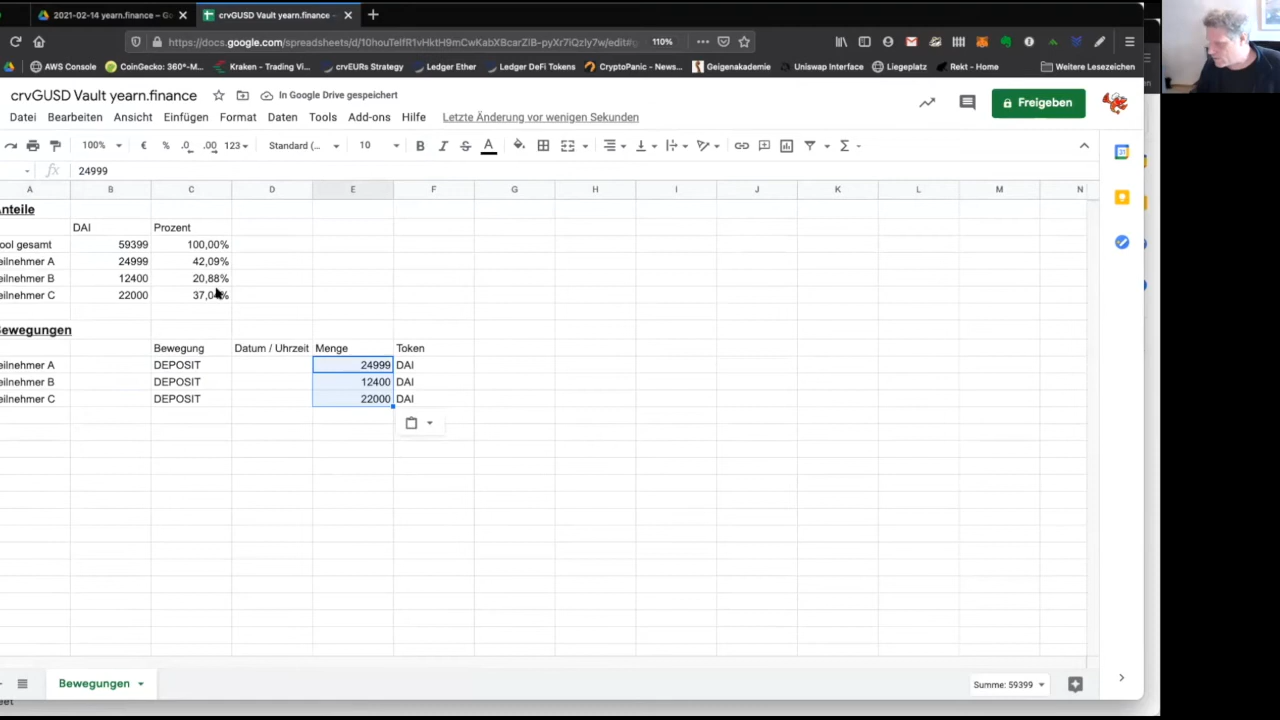 2021-02-14 yearn.finance – Go
crvGUSD Vault yearn.finance –
https://docs.google.com/spreadsheets/d/10houTelfR1vHktH9mCwKabXBcarZIB-pyXr7iQzly7w/edit#g
110%
AWS Console
CoinGecko: 360°-M...
Kraken - Trading Vi...
crvEURs Strategy
Ledger Ether
Ledger DeFi Tokens
CryptoPanic - News...
Geigenakademie
Uniswap Interface
Liegeplatz
Rekt - Home
Weitere Lesezeichen
crvGUSD Vault yearn.finance
In Google Drive gespeichert
Freigeben
Datei Bearbeiten Ansicht Einfügen Format Daten Tools Add-ons Hilfe Letzte Änderung vor wenigen Sekunden
100% € % .0 .00 123 Standard (... 10 B I S A
fx 24999
A B C D E F G H I J K L M N
Anteile
DAI Prozent
ool gesamt 59399 100,00%
eilnehmer A 24999 42,09%
eilnehmer B 12400 20,88%
eilnehmer C 22000
Bewegungen
Bewegung Datum / Uhrzeit Menge Token
eilnehmer A DEPOSIT 24999 DAI
eilnehmer B DEPOSIT 12400 DAI
eilnehmer C DEPOSIT 22000 DAI
Bewegungen
Summe: 59399